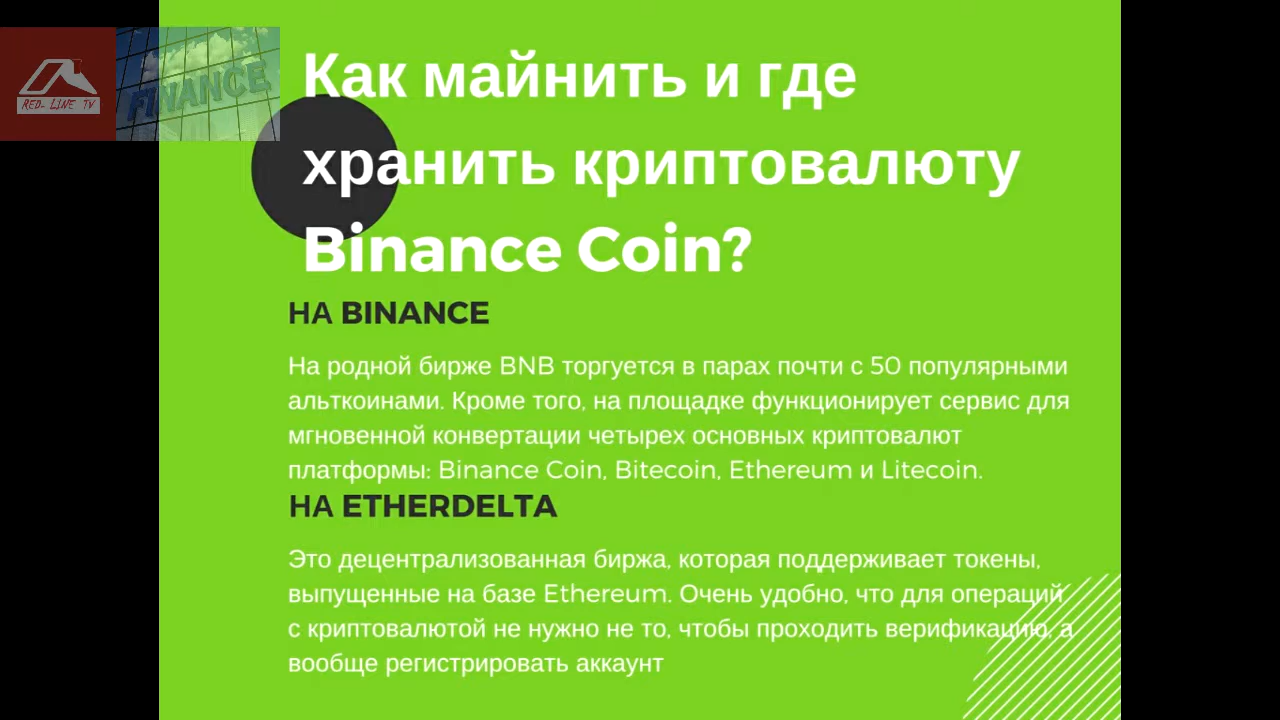 RED- LINE TV
FINANCE
Как майнить и где
хранить криптовалюту
Binance Coin?
НА BINANCE
На родной бирже BNB торгуется в парах почти с 50 популярными
альткоинами. Кроме того, на площадке функционирует сервис для
мгновенной конвертации четырех основных криптовалют
платформы: Binance Coin, Bitecoin, Ethereum и Litecoin.
НА ETHERDELTA
Это децентрализованная биржа, которая поддерживает токены,
выпущенные на базе Ethereum. Очень удобно, что для операций
с криптовалютой не нужно не то, чтобы проходить верификацию, а
вообще регистрировать аккаунт